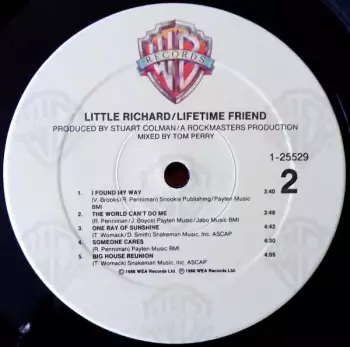 WB
RECORDS
LITTLE RICHARD/LIFETIME FRIEND
PRODUCED BY STUART COLMAN/A ROCKMASTERS PRODUCTION
MIXED BY TOM PERRY
1-25529
2
1. I FOUND MY WAY 3:40
(V. Brooks/R. Penniman) Snookie Publishing/Payten Music
BMI
2. THE WORLD CAN'T DO ME 3:48
(R. Penniman / J. Boyce) Payten Music/Jabo Music BMI
3. ONE RAY OF SUNSHINE 4:42
(T. Womack/D. Smith) Snakeman Music, Inc. ASCAP
4. SOMEONE CARES 4:30
(R. Penniman) Payten Music BMI
5. BIG HOUSE REUNION 4:05
(T. Womack) Snakeman Music, Inc. ASCAP
℗ 1986 WEA Records Ltd. © 1986 WEA Records Ltd.